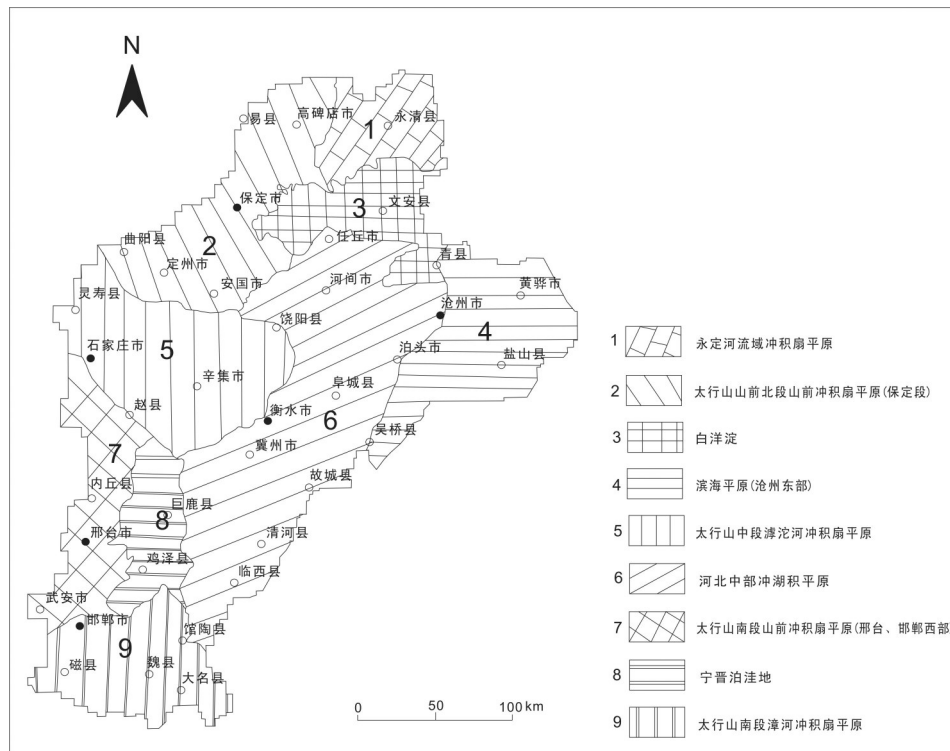 N
易县
高碑店市
1
永清县
保定市
3
文安县
曲阳县
2
任丘市
定州市
青县
灵寿县
安国市
河间市
黄骅市
沧州市
饶阳县
4
石家庄市
5
泊头市
盐山县
辛集市
阜城县
赵县
衡水市
6
吴桥县
7
冀州市
内丘县
故城县
巨鹿县
8
邢台市
清河县
鸡泽县
临西县
武安市
邯郸市
9
馆陶县
磁县
魏县
大名县
0 50 100 km
1 永定河流域冲积扇平原
2 太行山山前北段山前冲积扇平原(保定段)
3 白洋淀
4 滨海平原(沧州东部)
5 太行山中段滹沱河冲积扇平原
6 河北中部冲湖积平原
7 太行山南段山前冲积扇平原(邢台、邯郸西部
8 宁晋泊洼地
9 太行山南段漳河冲积扇平原